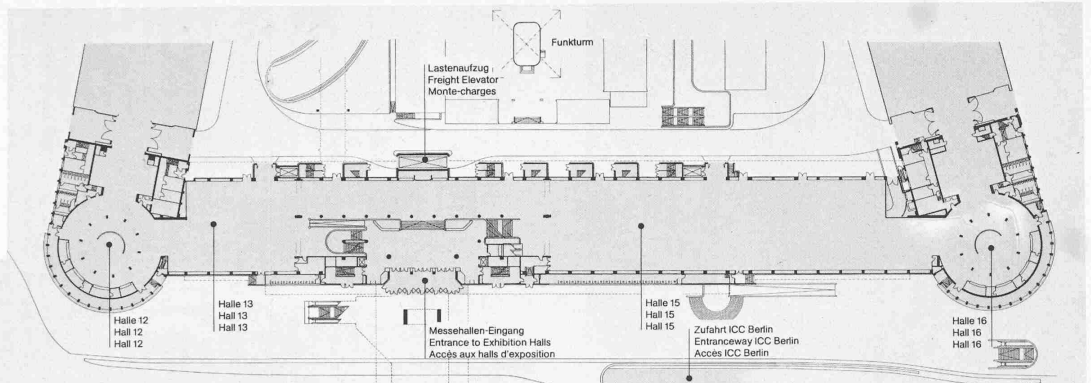 Funkturm
Lastenaufzug
Freight Elevator
Monte-charges
Halle 12
Hall 12
Hall 12
Halle 13
Hall 13
Hall 13
Messehallen-Eingang
Entrance to Exhibition Halls
Accès aux halls d'exposition
Halle 15
Hall 15
Hall 15
Zufahrt ICC Berlin
Entranceway ICC Berlin
Accès ICC Berlin
Halle 16
Hall 16
Hall 16